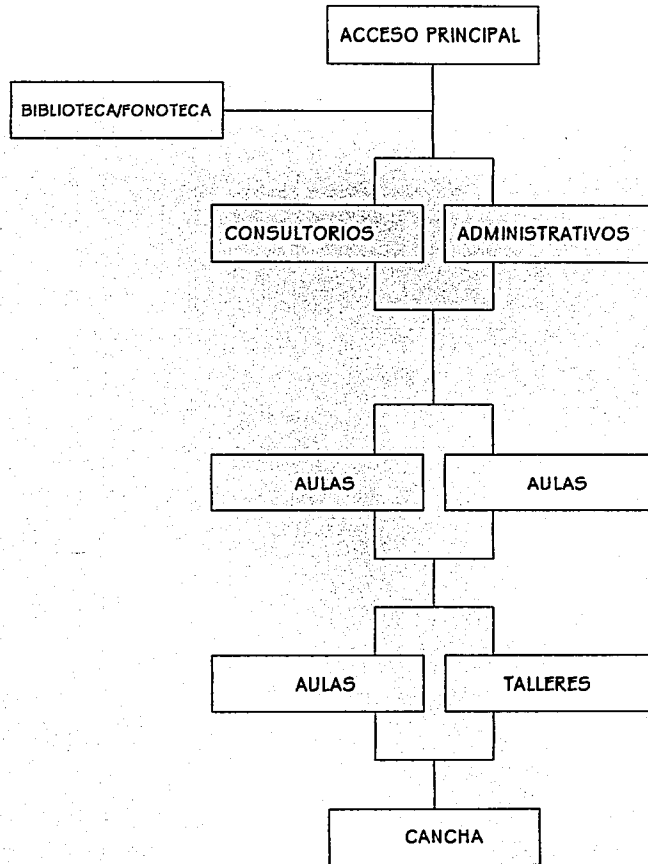 ACCESO PRINCIPAL
BIBLIOTECA/FONOTECA
CONSULTORIOS
ADMINISTRATIVOS
AULAS
AULAS
AULAS
TALLERES
CANCHA